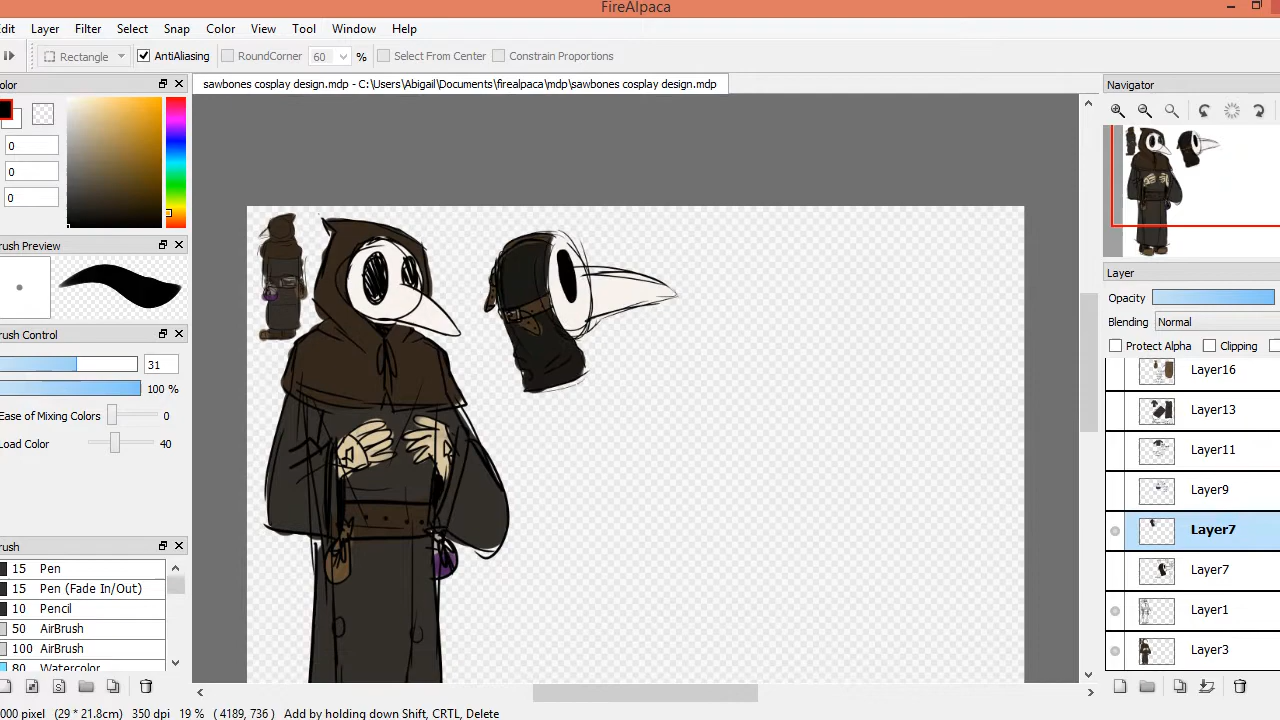 FireAlpaca
Edit Layer Filter Select Snap Color View Tool Window Help
Rectangle AntiAliasing RoundCorner 60 % Select From Center Constrain Proportions
olor
sawbones cosplay design.mdp - C:\Users\Abigail\Documents\firealpaca\mdp\sawbones cosplay design.mdp
Navigator
0
0
0
rush Preview
rush Control
31
100 %
Ease of Mixing Colors 0
Load Color 40
rush
15 Pen
15 Pen (Fade In/Out)
10 Pencil
50 AirBrush
100 AirBrush
80 Watercolor
Layer
Opacity
Blending Normal
Protect Alpha Clipping
Layer16
Layer13
Layer11
Layer9
Layer7
Layer7
Layer1
Layer3
000 pixel (29 * 21.8cm) 350 dpi 19 % ( 4189, 736 ) Add by holding down Shift, CRTL, Delete